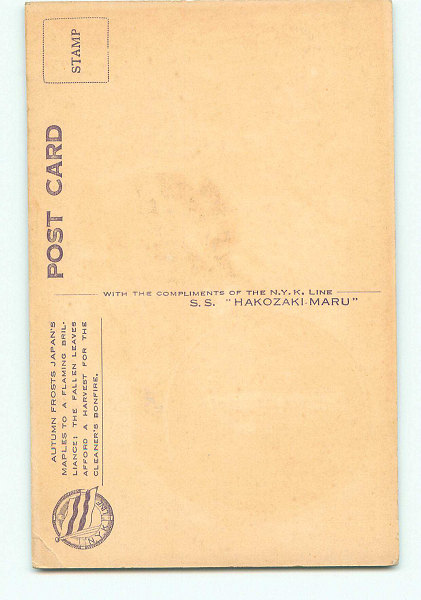 STAMP
POST CARD
WITH THE COMPLIMENTS OF THE N.Y.K. LINE
S.S. "HAKOZAKI-MARU"
AUTUMN FROSTS JAPAN'S
MAPLES TO A FLAMING BRIL-
LIANCE: THE FALLEN LEAVES
AFFORD A HARVEST FOR THE
CLEANER'S BONFIRE.
N.Y.K. LINE